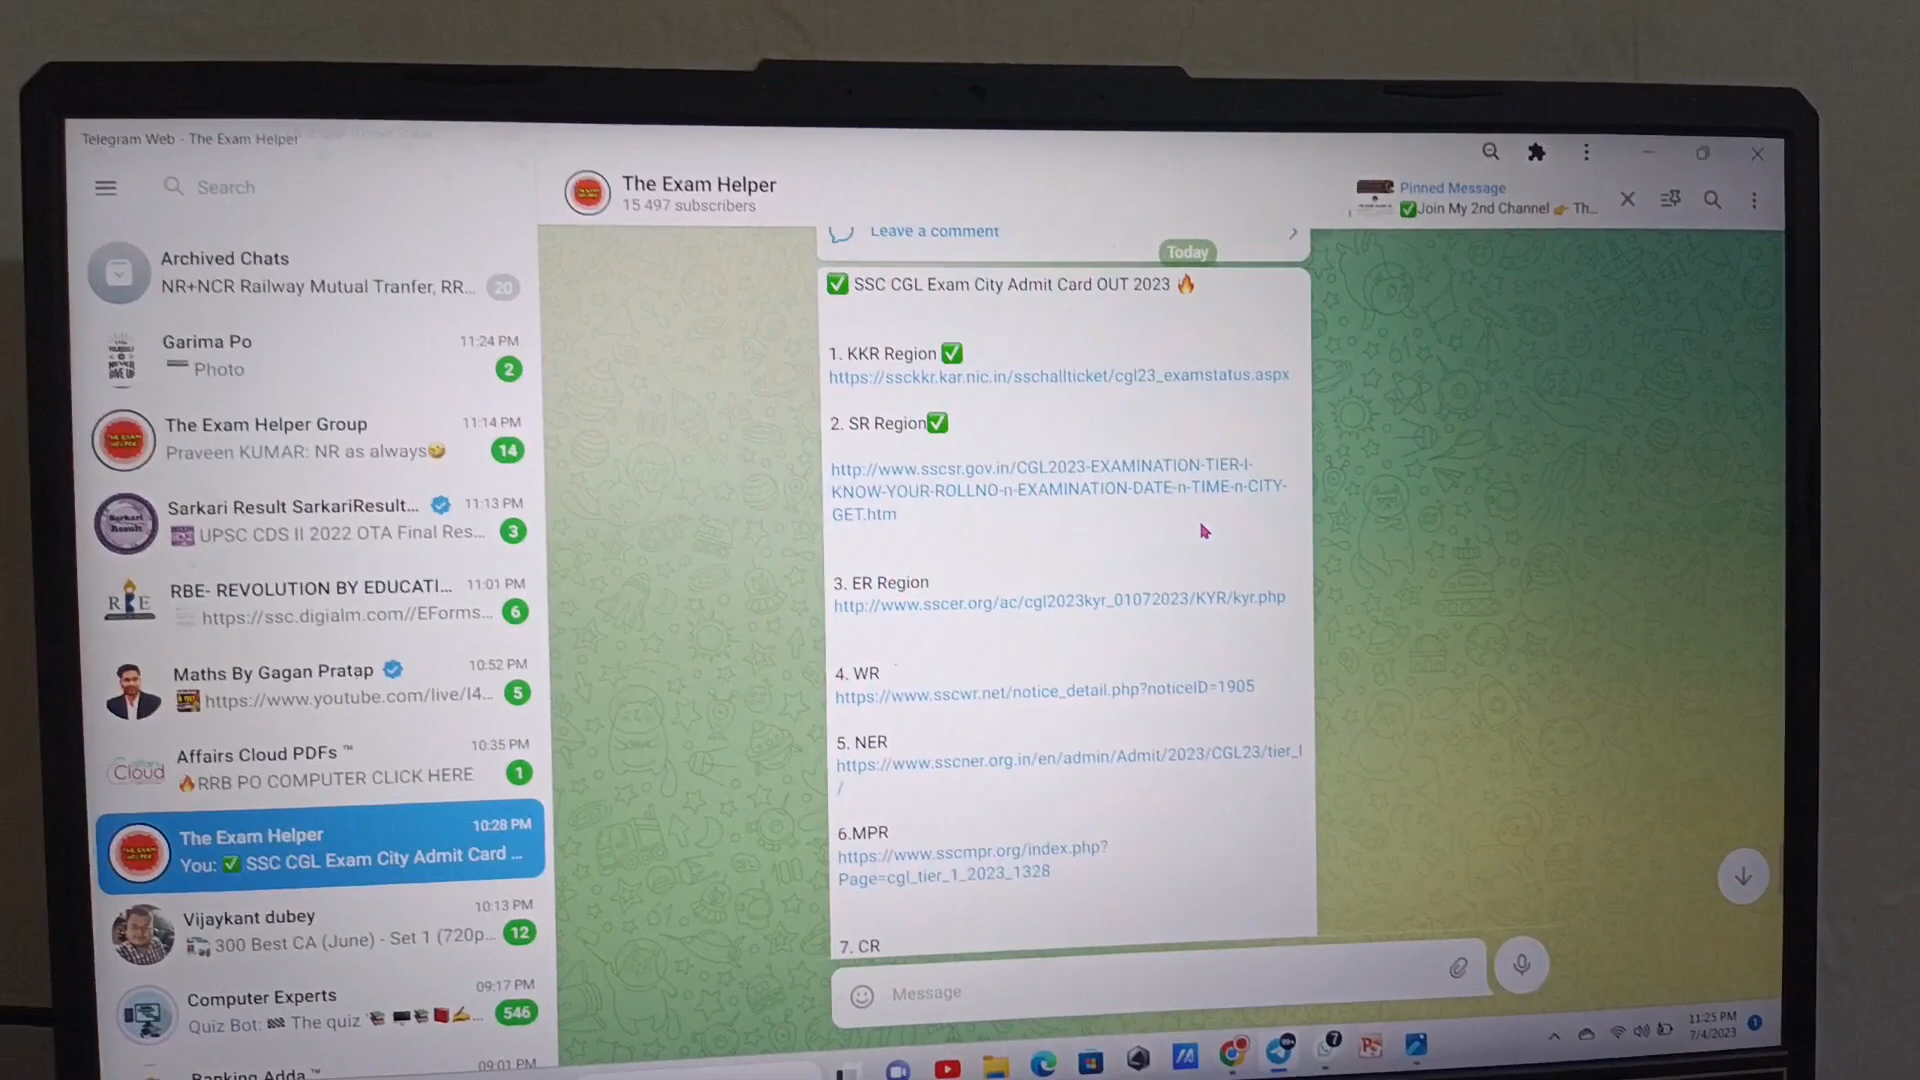 Telegram Web - The Exam Helper
Search
Archived Chats
NR+NCR Railway Mutual Tranfer, RR...
20
Garima Po
11:24 PM
Photo
2
The Exam Helper Group
11:14 PM
Praveen KUMAR: NR as always🤣
14
Sarkari Result SarkariResult...
11:13 PM
UPSC CDS II 2022 OTA Final Res...
3
RBE- REVOLUTION BY EDUCATI...
11:01 PM
https://ssc.digialm.com//EForms...
6
Maths By Gagan Pratap
10:52 PM
https://www.youtube.com/live/I4...
5
Affairs Cloud PDFs ™
10:35 PM
🔥RRB PO COMPUTER CLICK HERE
1
The Exam Helper
10:28 PM
You: ✅ SSC CGL Exam City Admit Card ...
Vijaykant dubey
10:13 PM
300 Best CA (June) - Set 1 (720p...
12
Computer Experts
09:17 PM
Quiz Bot: 🏁 The quiz
546
Banking Adda ™
09:01 PM
The Exam Helper
15 497 subscribers
Pinned Message
✅Join My 2nd Channel 👉 Th...
Leave a comment
Today
✅ SSC CGL Exam City Admit Card OUT 2023 🔥
1. KKR Region ✅
https://ssckkr.kar.nic.in/sschallticket/cgl23_examstatus.aspx
2. SR Region✅
http://www.sscsr.gov.in/CGL2023-EXAMINATION-TIER-I-
KNOW-YOUR-ROLLNO-n-EXAMINATION-DATE-n-TIME-n-CITY-
GET.htm
3. ER Region
http://www.sscer.org/ac/cgl2023kyr_01072023/KYR/kyr.php
4. WR
https://www.sscwr.net/notice_detail.php?noticeID=1905
5. NER
https://www.sscner.org.in/en/admin/Admit/2023/CGL23/tier_I
/
6.MPR
https://www.sscmpr.org/index.php?
Page=cgl_tier_1_2023_1328
7. CR
Message
11:25 PM
7/4/2023